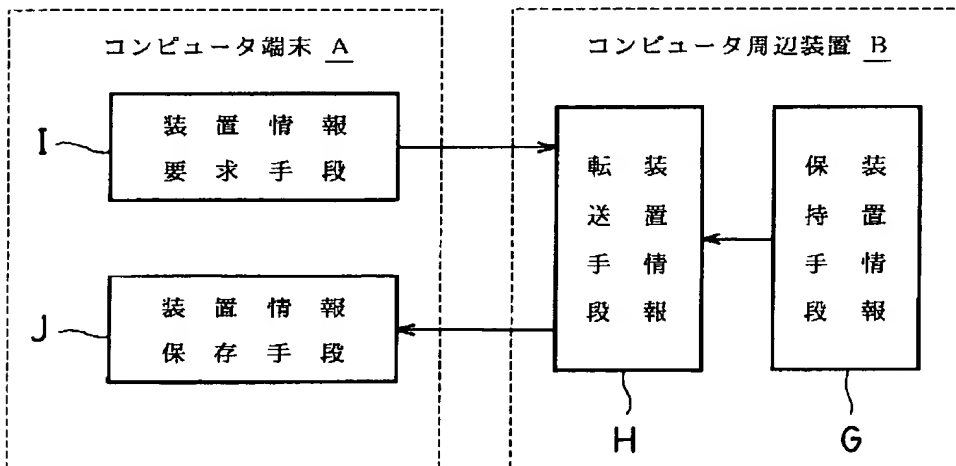 コンピュータ端末 A
コンピュータ周辺装置 B
I
装置情報
要求手段
J
装置情報
保存手段
装置情報
転送手段
H
装置情報
保持手段
G